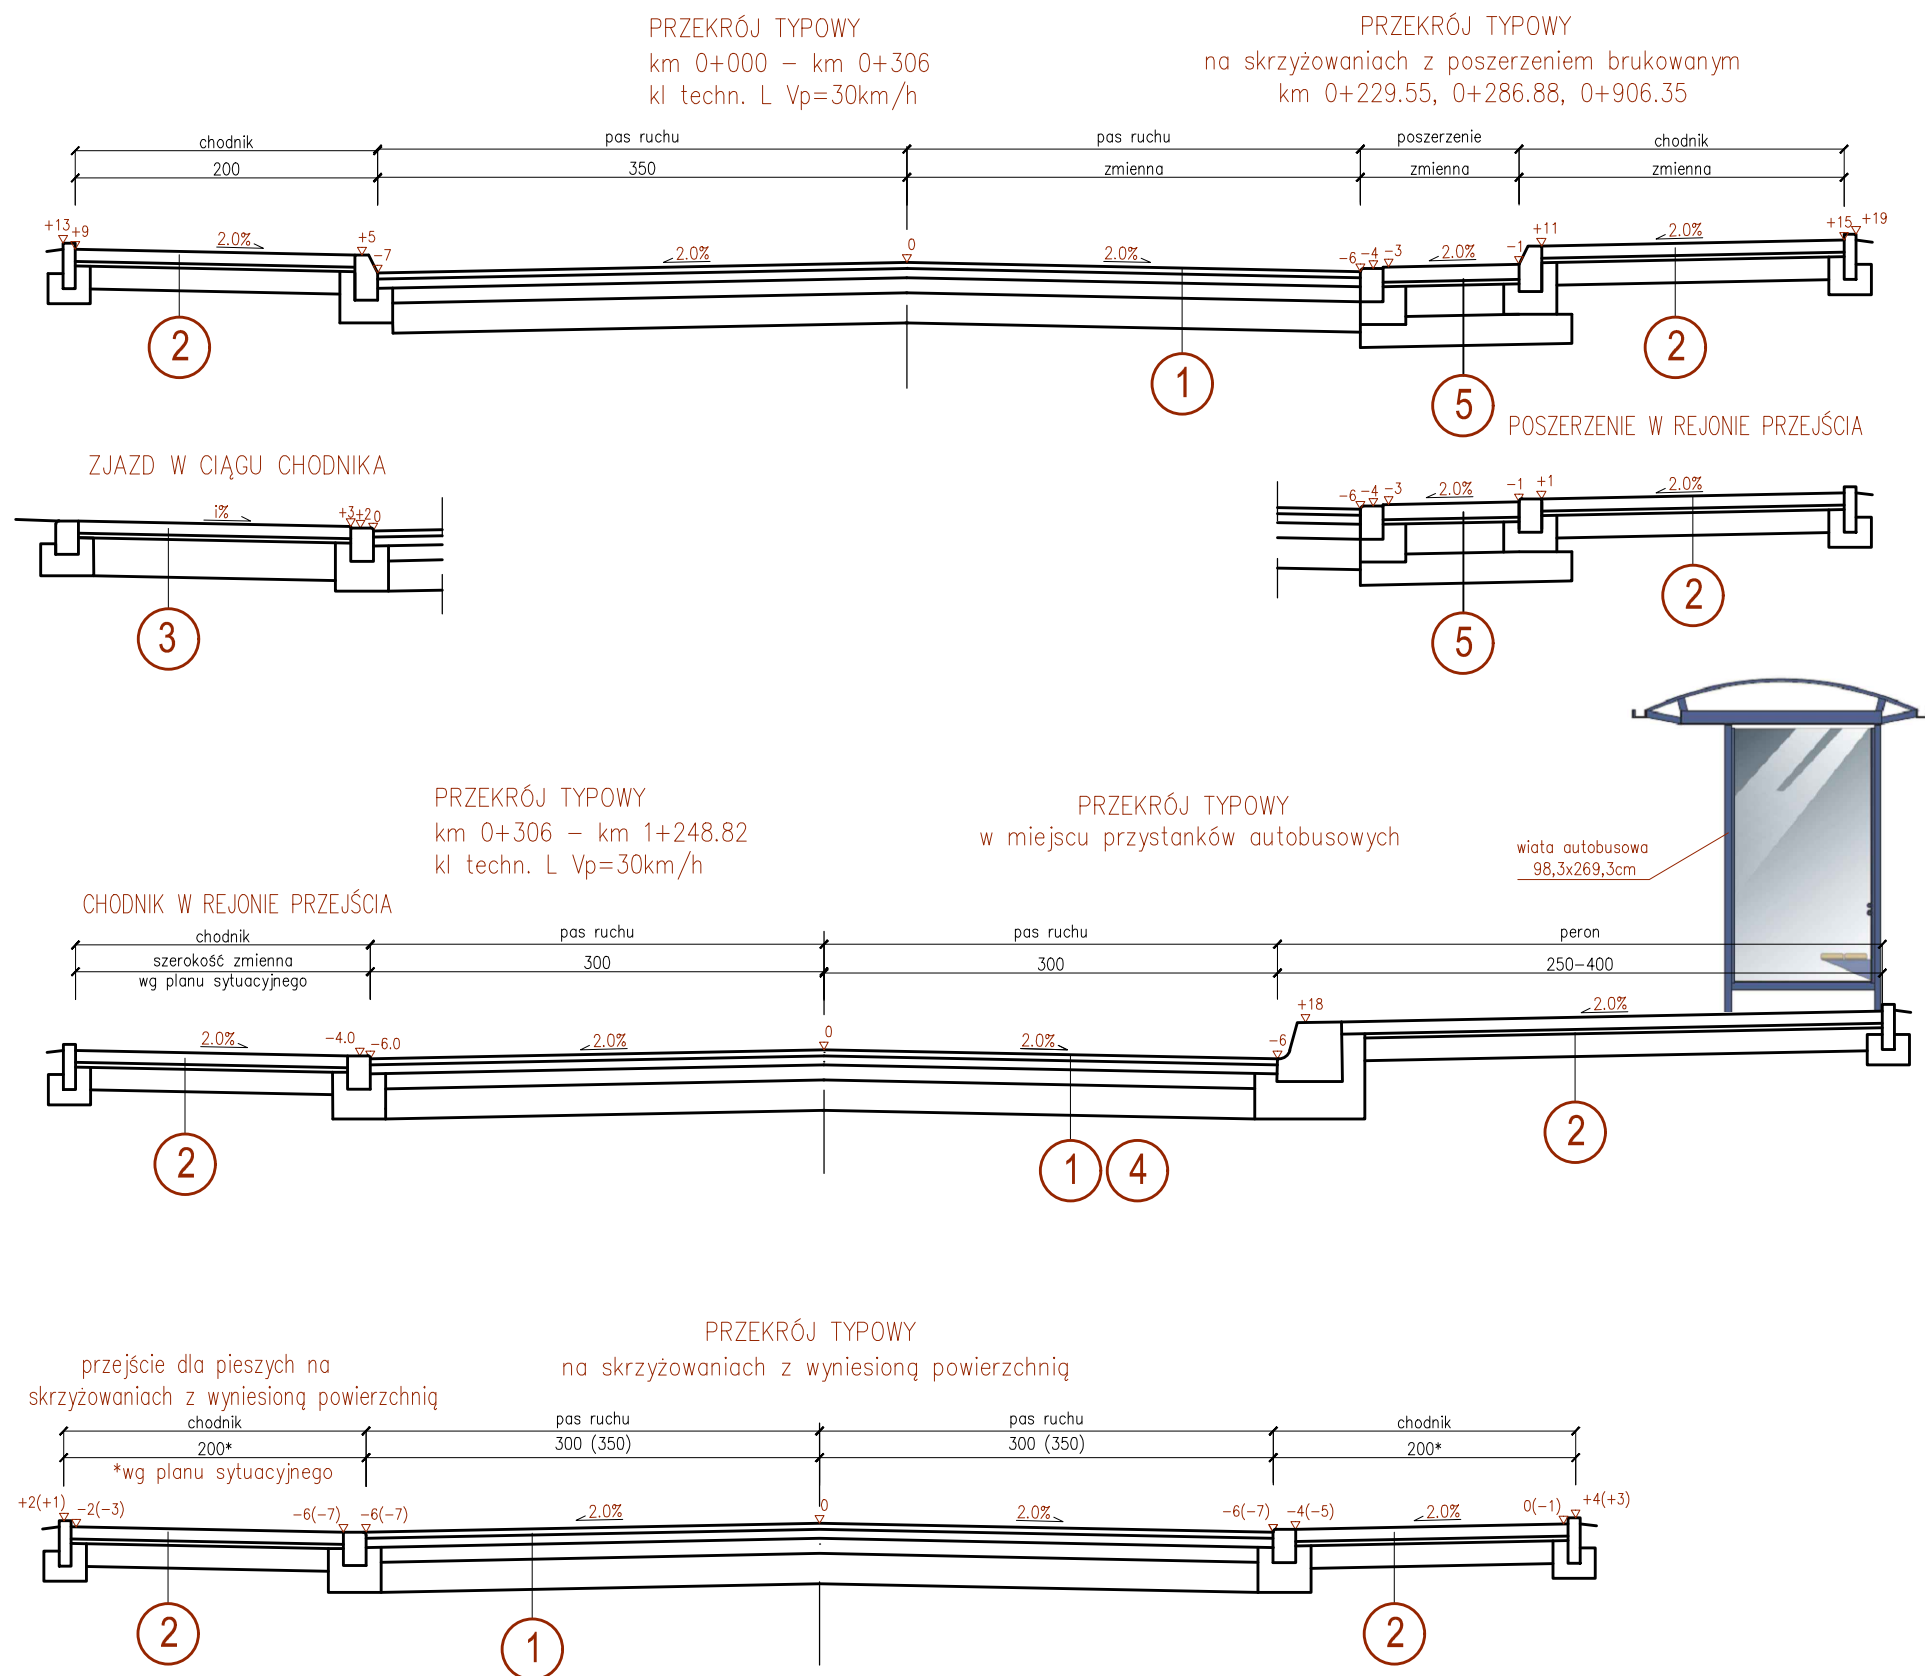 PRZEKRÓJ TYPOWY
km 0+000 – km 0+306
kl techn. L Vp=30km/h
PRZEKRÓJ TYPOWY
na skrzyżowaniach z poszerzeniem brukowanym
km 0+229.55, 0+286.88, 0+906.35
chodnik
pas ruchu
pas ruchu
poszerzenie
chodnik
200
350
zmienna
zmienna
zmienna
+13
+9
2.0%
+5
-7
2.0%
0
2.0%
-6
-4
-3
2.0%
-1
+11
2.0%
+15
+19
2
1
5
2
ZJAZD W CIĄGU CHODNIKA
i%
+3
+2
0
3
POSZERZENIE W REJONIE PRZEJŚCIA
-6
-4
-3
2.0%
-1
+1
2.0%
5
2
PRZEKRÓJ TYPOWY
km 0+306 – km 1+248.82
kl techn. L Vp=30km/h
PRZEKRÓJ TYPOWY
w miejscu przystanków autobusowych
wiata autobusowa
98,3x269,3cm
CHODNIK W REJONIE PRZEJŚCIA
chodnik
pas ruchu
pas ruchu
peron
szerokość zmienna
wg planu sytuacyjnego
300
300
250-400
2.0%
-4.0
-6.0
2.0%
0
2.0%
-6
+18
2.0%
2
1
4
2
PRZEKRÓJ TYPOWY
na skrzyżowaniach z wyniesioną powierzchnią
przejście dla pieszych na
skrzyżowaniach z wyniesioną powierzchnią
chodnik
pas ruchu
pas ruchu
chodnik
200*
300 (350)
300 (350)
200*
*wg planu sytuacyjnego
+2(+1)
-2(-3)
-6(-7)
-6(-7)
2.0%
0
2.0%
-6(-7)
-4(-5)
2.0%
0(-1)
+4(+3)
2
1
2